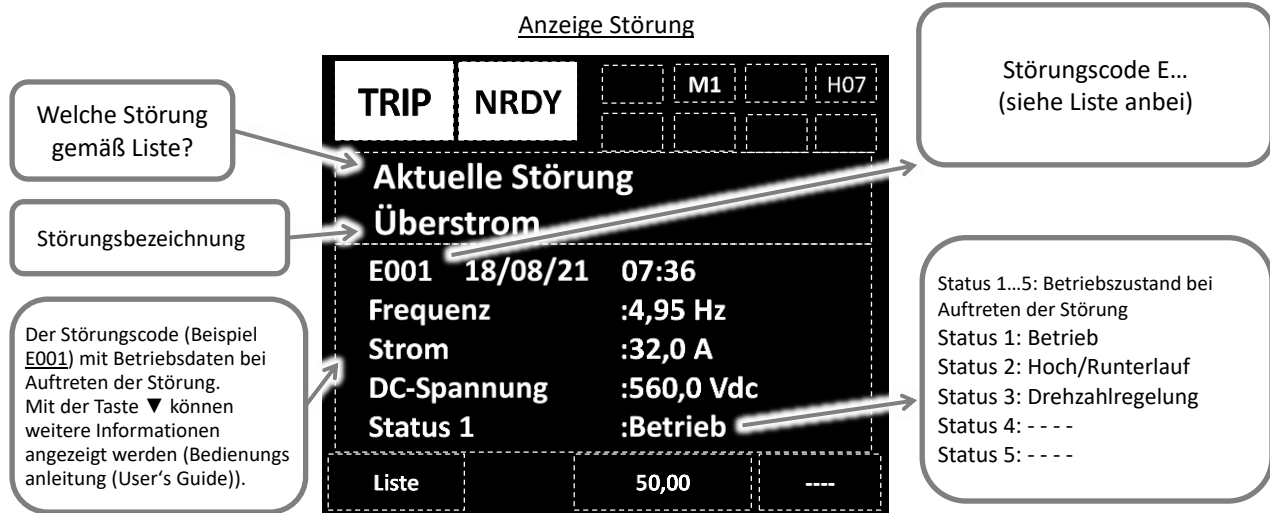 Anzeige Störung
Welche Störung
gemäß Liste?
Störungsbezeichnung
Der Störungscode (Beispiel
E001) mit Betriebsdaten bei
Auftreten der Störung.
Mit der Taste ▼ können
weitere Informationen
angezeigt werden (Bedienungs
anleitung (User‘s Guide)).
TRIP NRDY M1 H07
Aktuelle Störung
Überstrom
E001 18/08/21 07:36
Frequenz :4,95 Hz
Strom :32,0 A
DC-Spannung :560,0 Vdc
Status 1 :Betrieb
Liste 50,00 ----
Störungscode E...
(siehe Liste anbei)
Status 1…5: Betriebszustand bei
Auftreten der Störung
Status 1: Betrieb
Status 2: Hoch/Runterlauf
Status 3: Drehzahlregelung
Status 4: - - - -
Status 5: - - - -